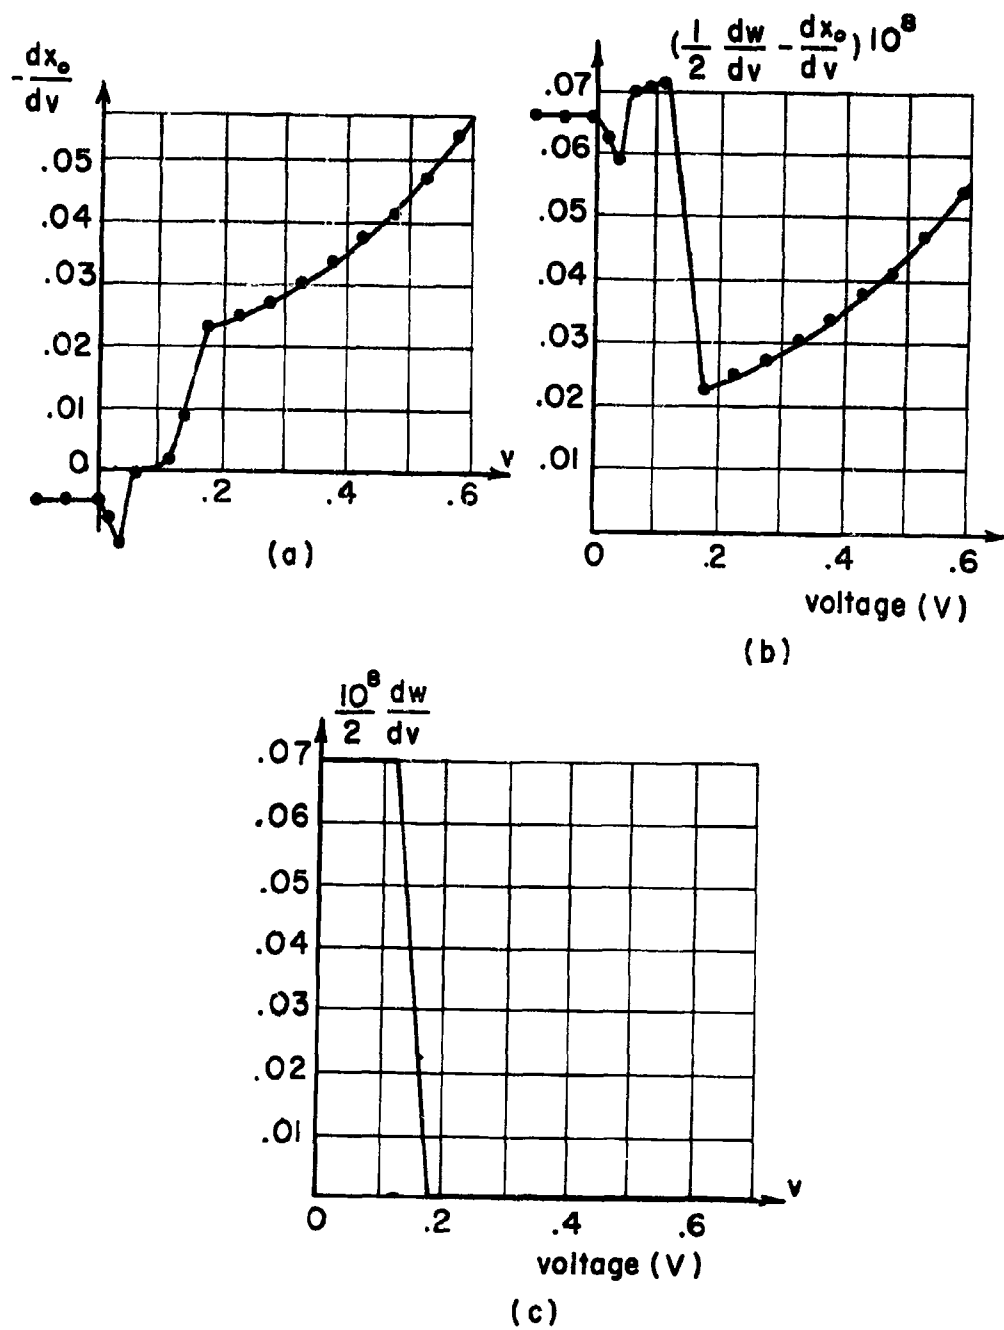 - dx₀
dv
.05
.04
.03
.02
.01
0
v
.2 .4 .6
(a)
(1/2 dw/dv - dx₀/dv) 10⁸
.07
.06
.05
.04
.03
.02
.01
0 .2 .4 .6
voltage (V)
(b)
10⁸/2 dw/dv
.07
.06
.05
.04
.03
.02
.01
v
0 .2 .4 .6
voltage (V)
(c)